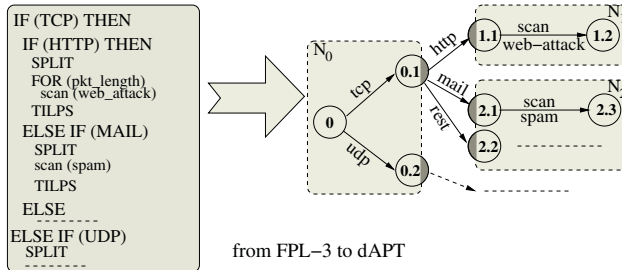 IF (TCP) THEN
IF (HTTP) THEN
SPLIT
FOR (pkt_length)
scan (web_attack)
TILPS
ELSE IF (MAIL)
SPLIT
scan (spam)
TILPS
ELSE
ELSE IF (UDP)
SPLIT
N0
0
tcp
udp
0.1
0.2
http
mail
rest
N
1.1
scan
web-attack
1.2
N
2.1
scan
spam
2.3
2.2
from FPL-3 to dAPT